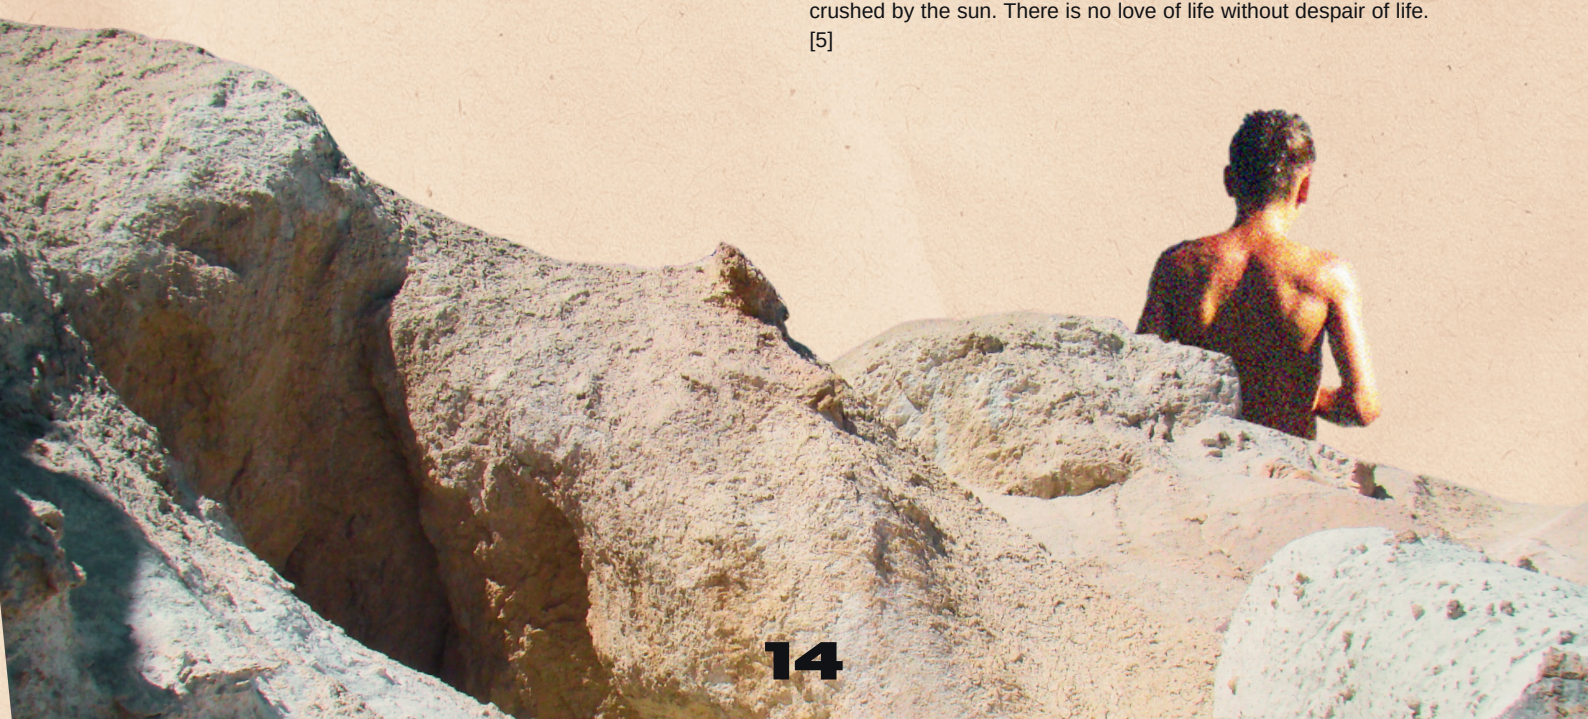 crushed by the sun. There is no love of life without despair of life.
[5]
14